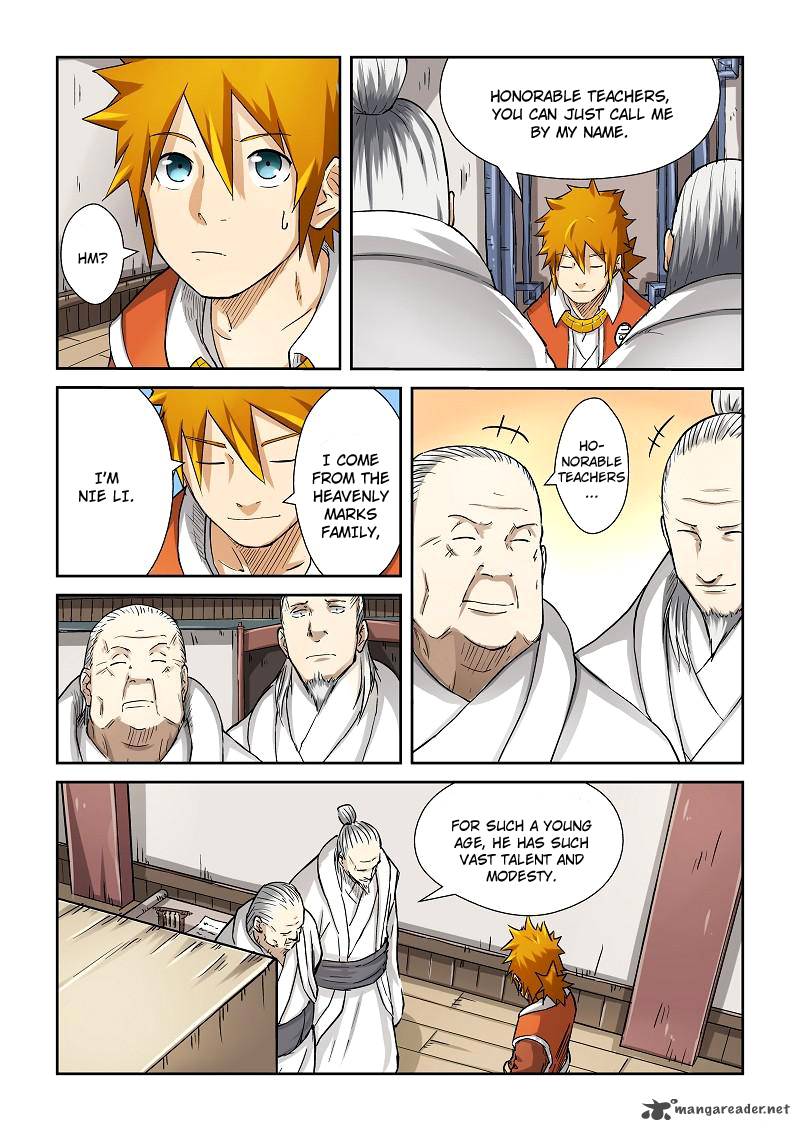 HONORABLE TEACHERS,
YOU CAN JUST CALL ME
BY MY NAME.
HM?
HO-
NORABLE
TEACHERS
...
I COME
FROM THE
HEAVENLY
MARKS
FAMILY,
I'M
NIE LI.
FOR SUCH A YOUNG
AGE, HE HAS SUCH
VAST TALENT AND
MODESTY.
mangareader.net